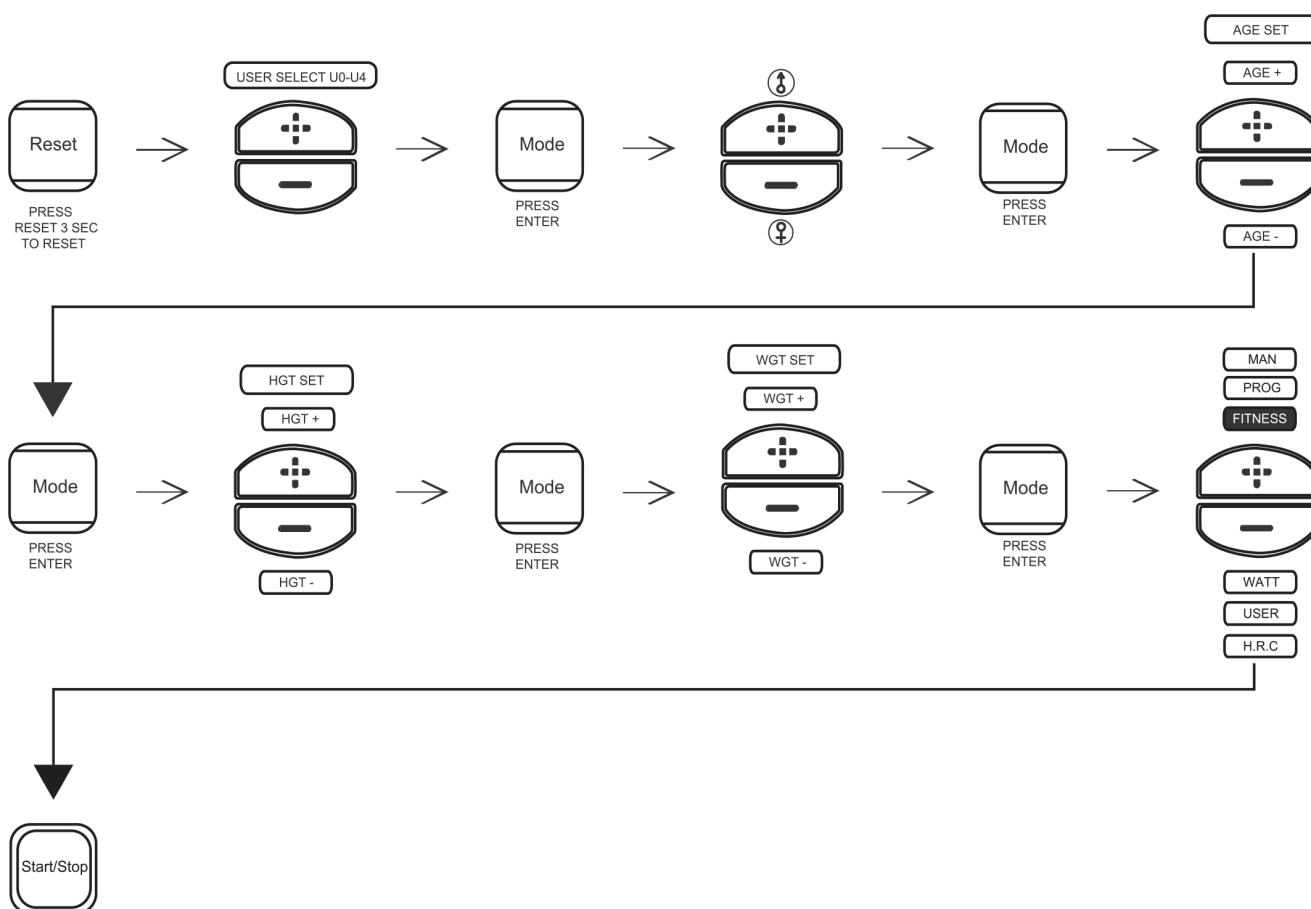 Reset
PRESS
RESET 3 SEC
TO RESET
USER SELECT U0-U4
Mode
PRESS
ENTER
Mode
PRESS
ENTER
AGE SET
AGE +
AGE -
Mode
PRESS
ENTER
HGT SET
HGT +
HGT -
Mode
PRESS
ENTER
WGT SET
WGT +
WGT -
Mode
PRESS
ENTER
MAN
PROG
FITNESS
WATT
USER
H.R.C
Start/Stop